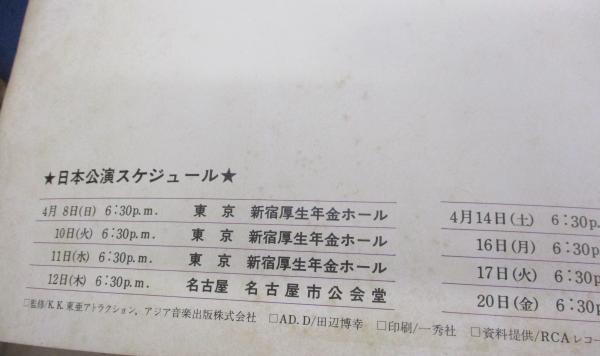 ★日本公演スケジュール★
4月 8日(日) 6:30p.m. 東 京 新宿厚生年金ホール
10日(火) 6:30p.m. 東 京 新宿厚生年金ホール
11日(水) 6:30p.m. 東 京 新宿厚生年金ホール
12日(木) 6:30p.m. 名古屋 名古屋市公会堂
4月14日(土) 6:30p.
16日(月) 6:30p
17日(火) 6:30p
20日(金) 6:30p
□監修/K.K.東亜アトラクション,アジア音楽出版株式会社 □AD.D/田辺博幸 □印刷/一秀社 □資料提供/RCAレコー